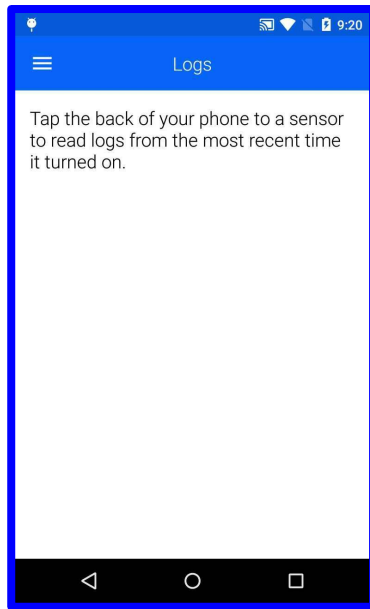 9:20
Logs
Tap the back of your phone to a sensor
to read logs from the most recent time
it turned on.